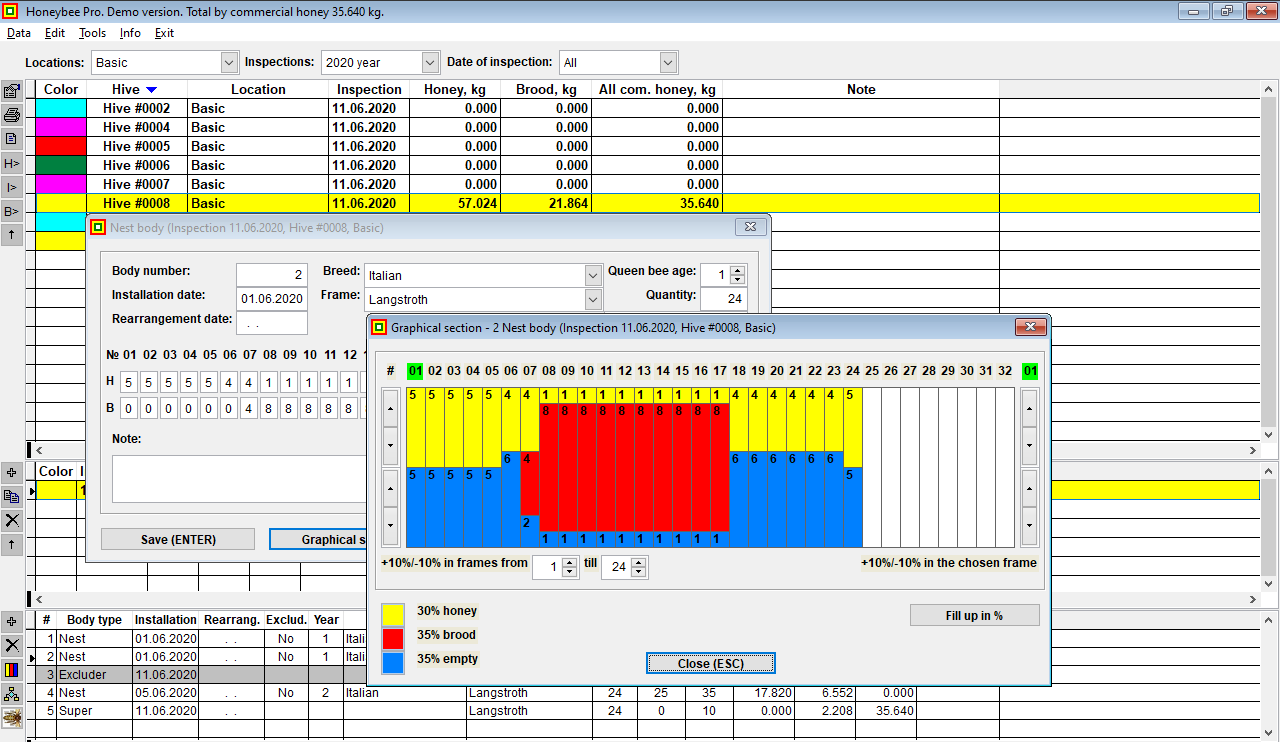 Honeybee Pro. Demo version. Total by commercial honey 35.640 kg.
Data Edit Tools Info Exit
Locations: Basic Inspections: 2020 year Date of inspection: All
Color Hive Location Inspection Honey, kg Brood, kg All com. honey, kg Note
Hive #0002 Basic 11.06.2020 0.000 0.000 0.000
Hive #0004 Basic 11.06.2020 0.000 0.000 0.000
Hive #0005 Basic 11.06.2020 0.000 0.000 0.000
H> Hive #0006 Basic 11.06.2020 0.000 0.000 0.000
I> Hive #0007 Basic 11.06.2020 0.000 0.000 0.000
B> Hive #0008 Basic 11.06.2020 57.024 21.864 35.640
Nest body (Inspection 11.06.2020, Hive #0008, Basic)
Body number: 2 Breed: Italian Queen bee age: 1
Installation date: 01.06.2020 Frame: Langstroth Quantity: 24
Rearrangement date: . .
№ 01 02 03 04 05 06 07 08 09 10 11 12
H 5 5 5 5 5 4 4 1 1 1 1 1
B 0 0 0 0 0 0 4 8 8 8 8 8
Note:
Save (ENTER) Graphical s
Graphical section - 2 Nest body (Inspection 11.06.2020, Hive #0008, Basic)
# 01 02 03 04 05 06 07 08 09 10 11 12 13 14 15 16 17 18 19 20 21 22 23 24 25 26 27 28 29 30 31 32 01
5 5 5 5 5 4 4 1 1 1 1 1 1 1 1 1 1 4 4 4 4 4 4 5
8 8 8 8 8 8 8 8 8 8
6 4 6 6 6 6 6 6
5 5 5 5 5 5
2
1 1 1 1 1 1 1 1 1 1
+10%/-10% in frames from 1 till 24 +10%/-10% in the chosen frame
30% honey
35% brood
35% empty
Fill up in %
Close (ESC)
Color I
1
# Body type Installation Rearrang. Exclud. Year
1 Nest 01.06.2020 . . No 1 Itali
2 Nest 01.06.2020 . . No 1 Itali
3 Excluder 11.06.2020
4 Nest 05.06.2020 . . No 2 Italian Langstroth 24 25 35 17.820 6.552 0.000
5 Super 11.06.2020 . . Langstroth 24 0 10 0.000 2.208 35.640